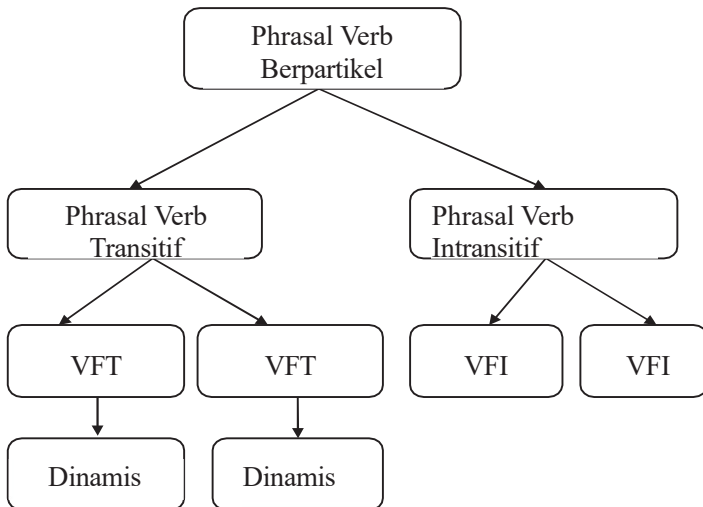 Phrasal Verb
Berpartikel
Phrasal Verb
Transitif
Phrasal Verb
Intransitif
VFT
VFT
VFI
VFI
Dinamis
Dinamis